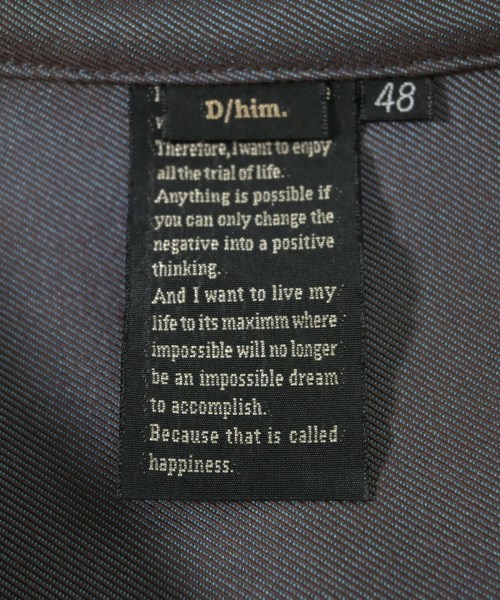 D/him.
48
Therefore, I want to enjoy
all the trial of life.
Anything is possible if
you can only change the
negative into a positive
thinking.
And I want to live my
life to its maximm where
impossible will no longer
be an impossible dream
to accomplish.
Because that is called
happiness.